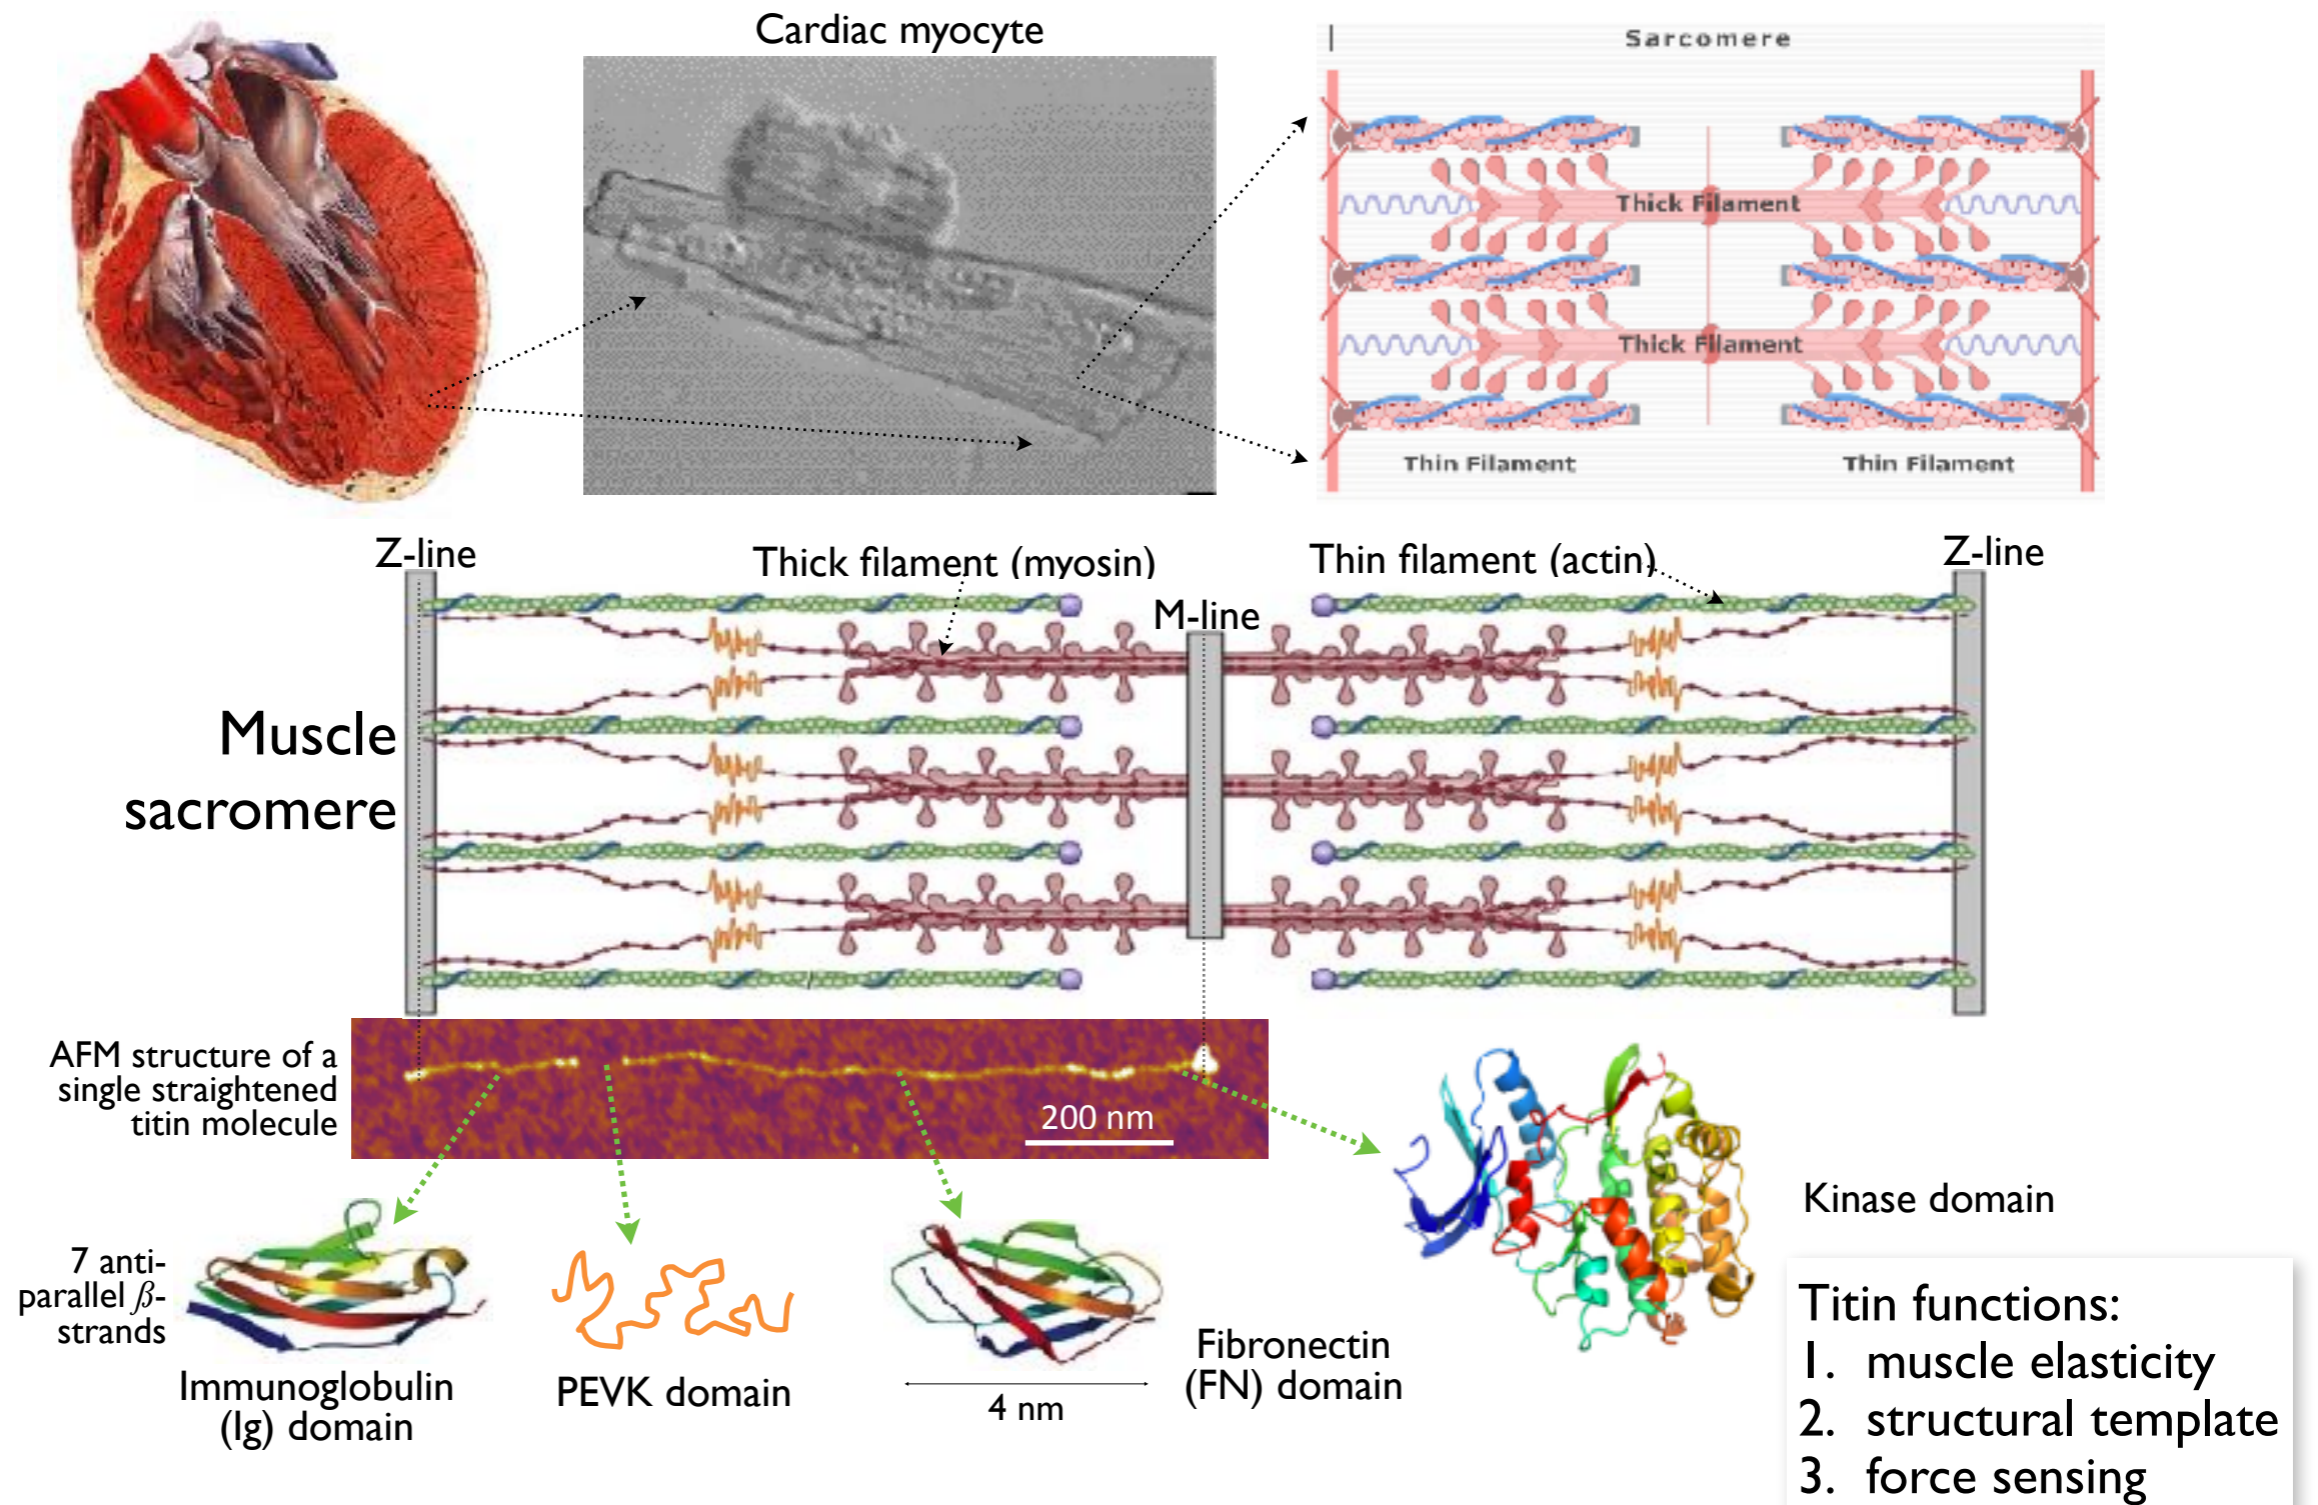 Cardiac myocyte
Sarcomere
Thick Filament
Thick Filament
Thin Filament
Thin Filament
Z-line
Thick filament (myosin)
Thin filament (actin)
Z-line
M-line
Muscle
sacromere
AFM structure of a
single straightened
titin molecule
200 nm
Kinase domain
7 anti-
parallel β-
strands
Immunoglobulin
(Ig) domain
PEVK domain
4 nm
Fibronectin
(FN) domain
Titin functions:
1. muscle elasticity
2. structural template
3. force sensing